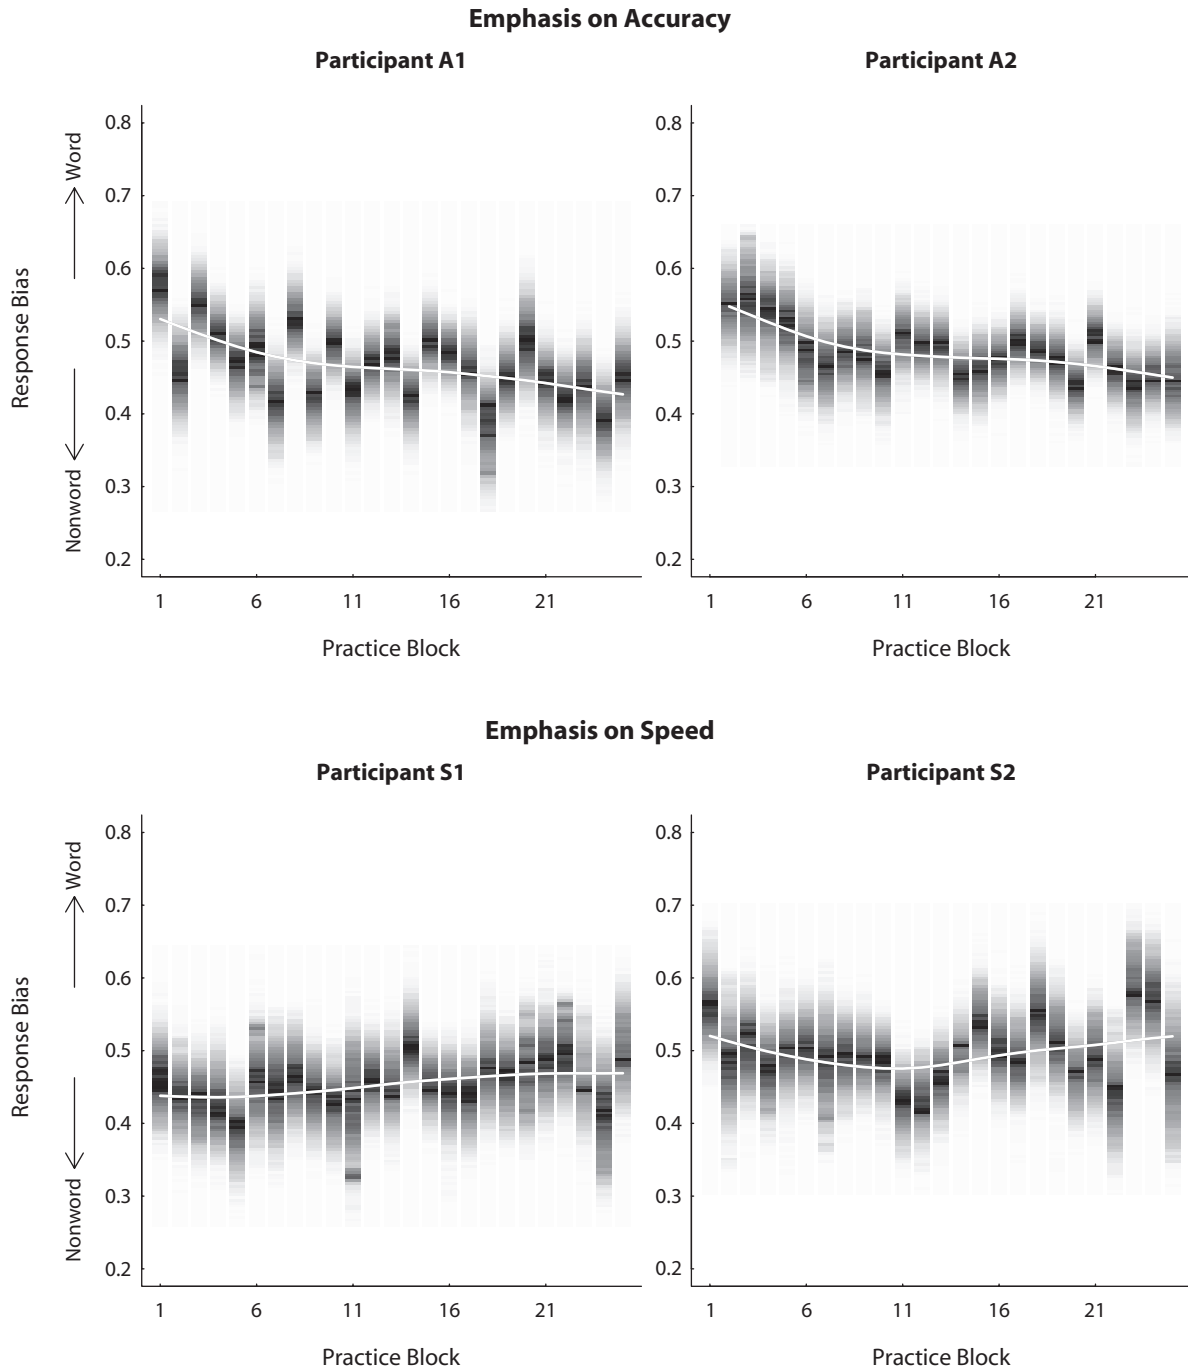 Emphasis on Accuracy
Participant A1
Participant A2
Response Bias
Nonword
Word
0.8
0.7
0.6
0.5
0.4
0.3
0.2
1 6 11 16 21
Practice Block
0.8
0.7
0.6
0.5
0.4
0.3
0.2
1 6 11 16 21
Practice Block
Emphasis on Speed
Participant S1
Participant S2
Response Bias
Nonword
Word
0.8
0.7
0.6
0.5
0.4
0.3
0.2
1 6 11 16 21
Practice Block
0.8
0.7
0.6
0.5
0.4
0.3
0.2
1 6 11 16 21
Practice Block